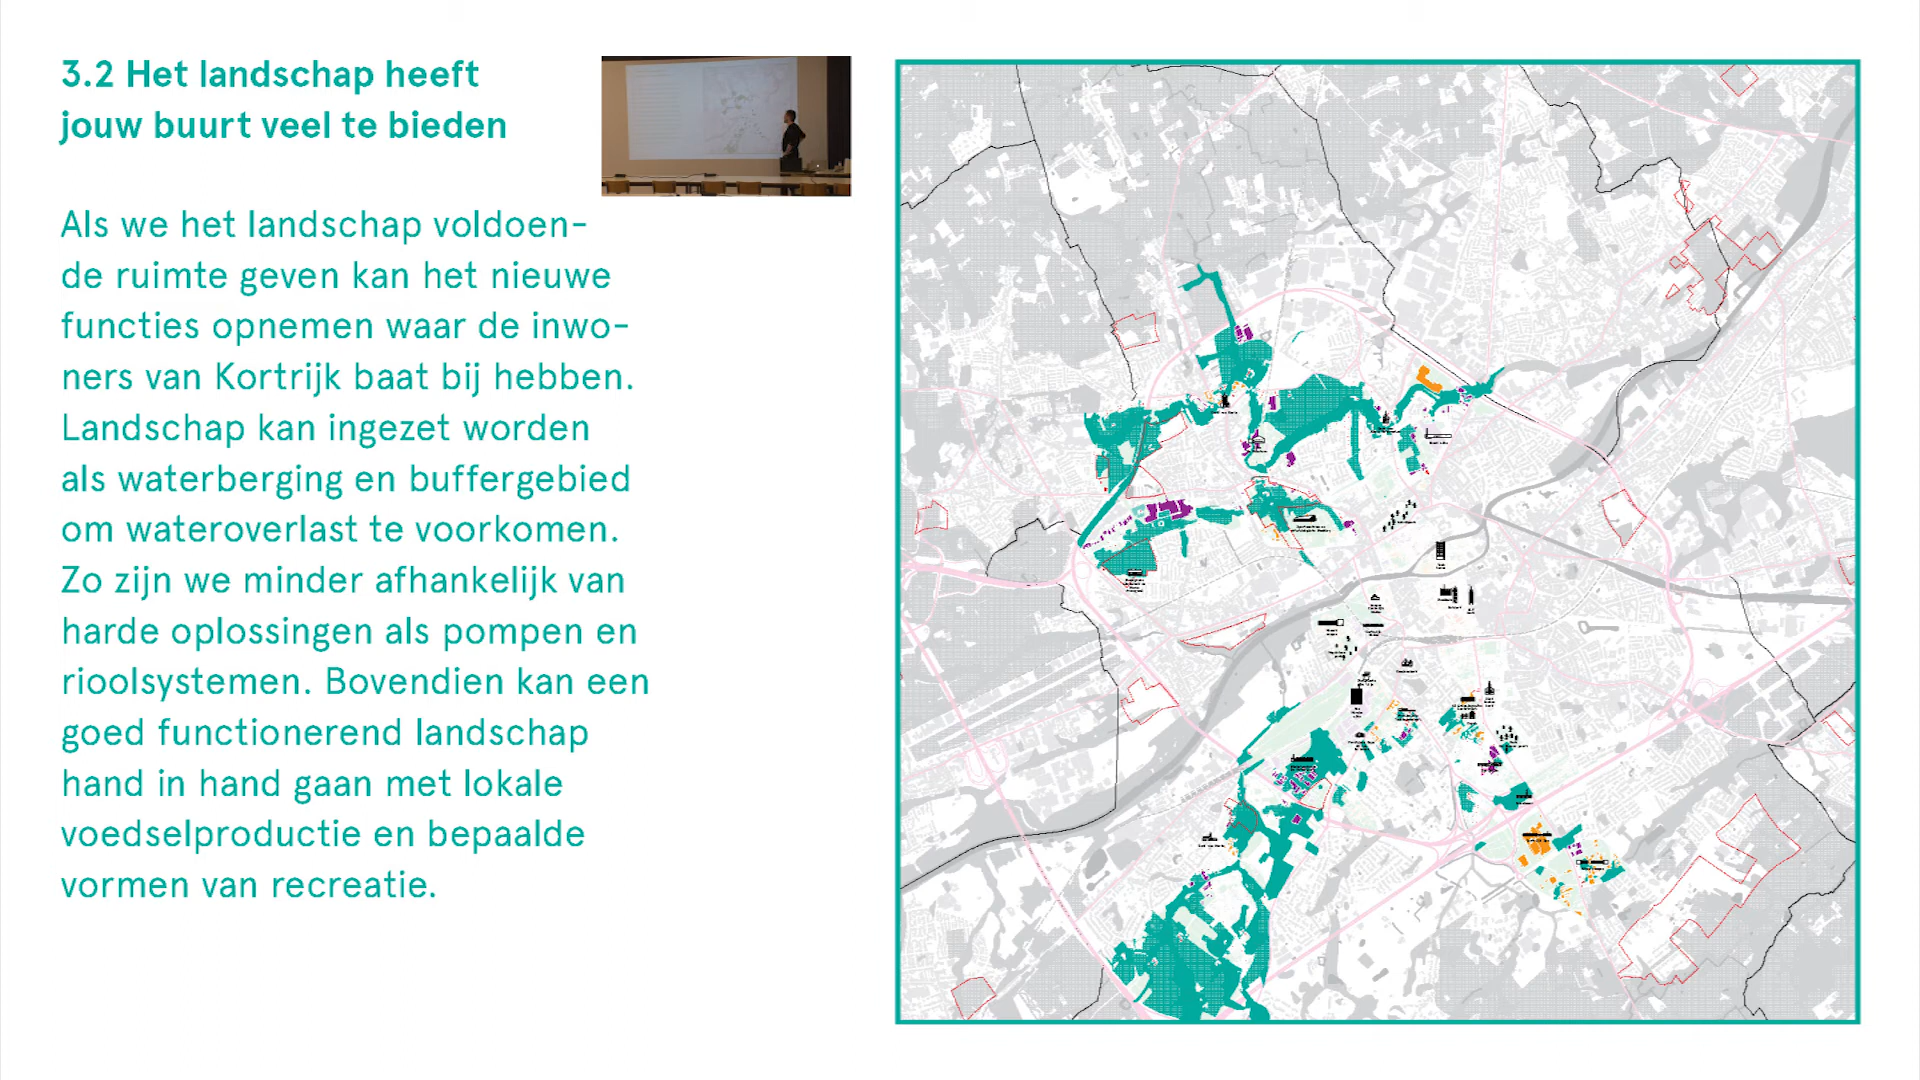 3.2 Het landschap heeft
jouw buurt veel te bieden
Als we het landschap voldoen-
de ruimte geven kan het nieuwe
functies opnemen waar de inwo-
ners van Kortrijk baat bij hebben.
Landschap kan ingezet worden
als waterberging en buffergebied
om wateroverlast te voorkomen.
Zo zijn we minder afhankelijk van
harde oplossingen als pompen en
rioolsystemen. Bovendien kan een
goed functionerend landschap
hand in hand gaan met lokale
voedselproductie en bepaalde
vormen van recreatie.